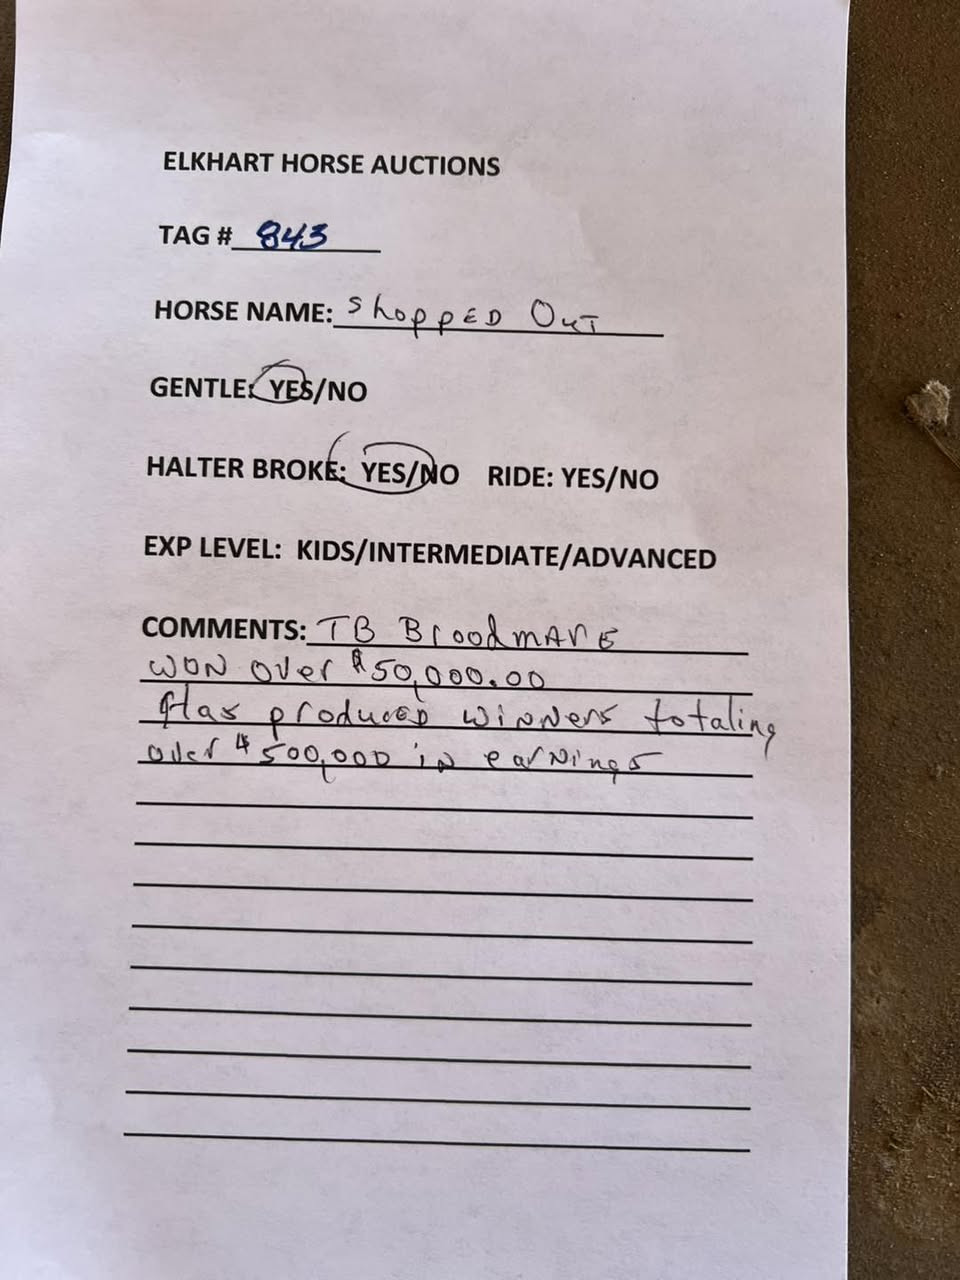 ELKHART HORSE AUCTIONS
TAG # 843
HORSE NAME: Shopped Out
GENTLE: YES/NO
HALTER BROKE: YES/NO RIDE: YES/NO
EXP LEVEL: KIDS/INTERMEDIATE/ADVANCED
COMMENTS: TB BroodmAre
WON Over $50,000.00
Has produced winners totaling
over $500,000 in earnings